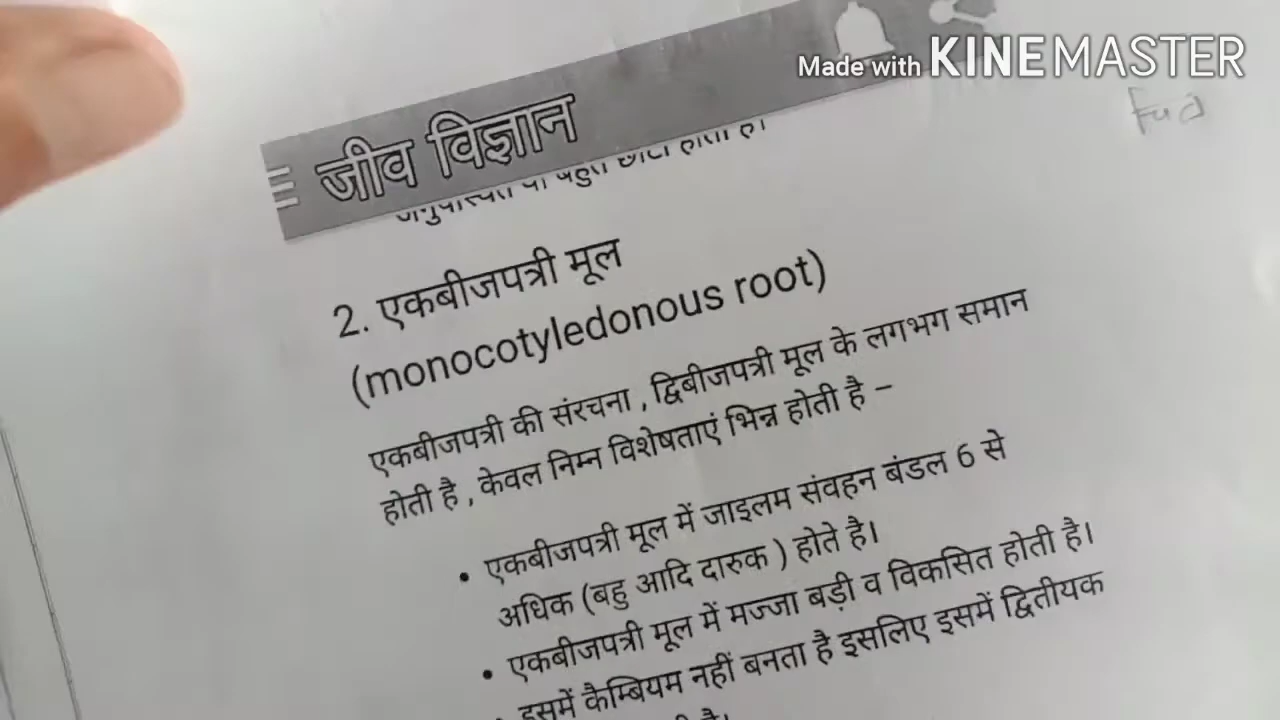 Made with KINEMASTER
जीव विज्ञान
2. एकबीजपत्री मूल
(monocotyledonous root)
एकबीजपत्री की संरचना , द्विबीजपत्री मूल के लगभग समान
होती है , केवल निम्न विशेषताएं भिन्न होती है –
• एकबीजपत्री मूल में जाइलम संवहन बंडल 6 से
अधिक (बहु आदि दारुक ) होते है।
• एकबीजपत्री मूल में मज्जा बड़ी व विकसित होती है।
• इसमें कैम्बियम नहीं बनता है इसलिए इसमें द्वितीयक